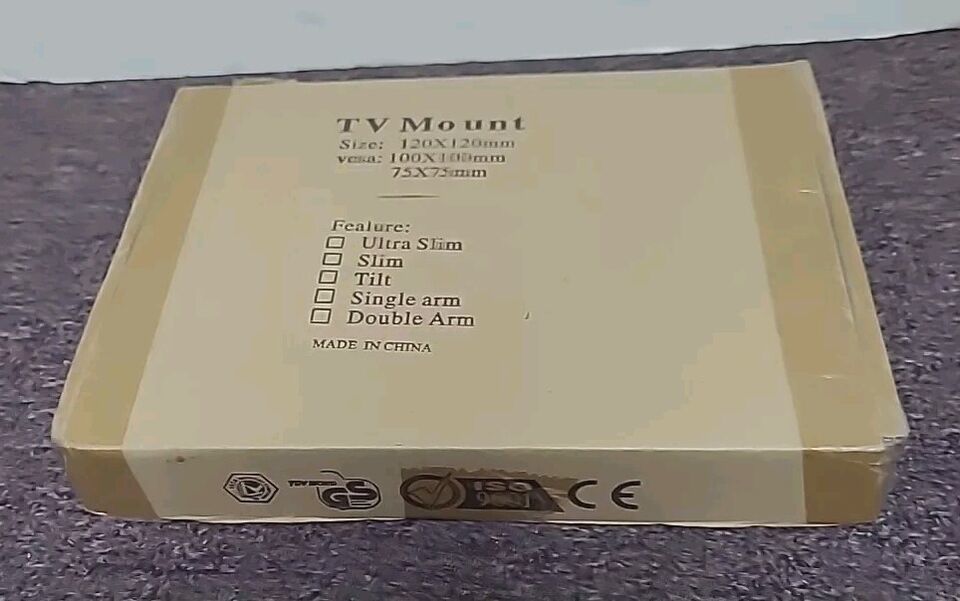 TV Mount
Size: 120X120mm
vesa: 100X100mm
75X75mm
Fealure:
Ultra Slim
Slim
Tilt
Single arm
Double Arm
MADE IN CHINA
GS ISO CE